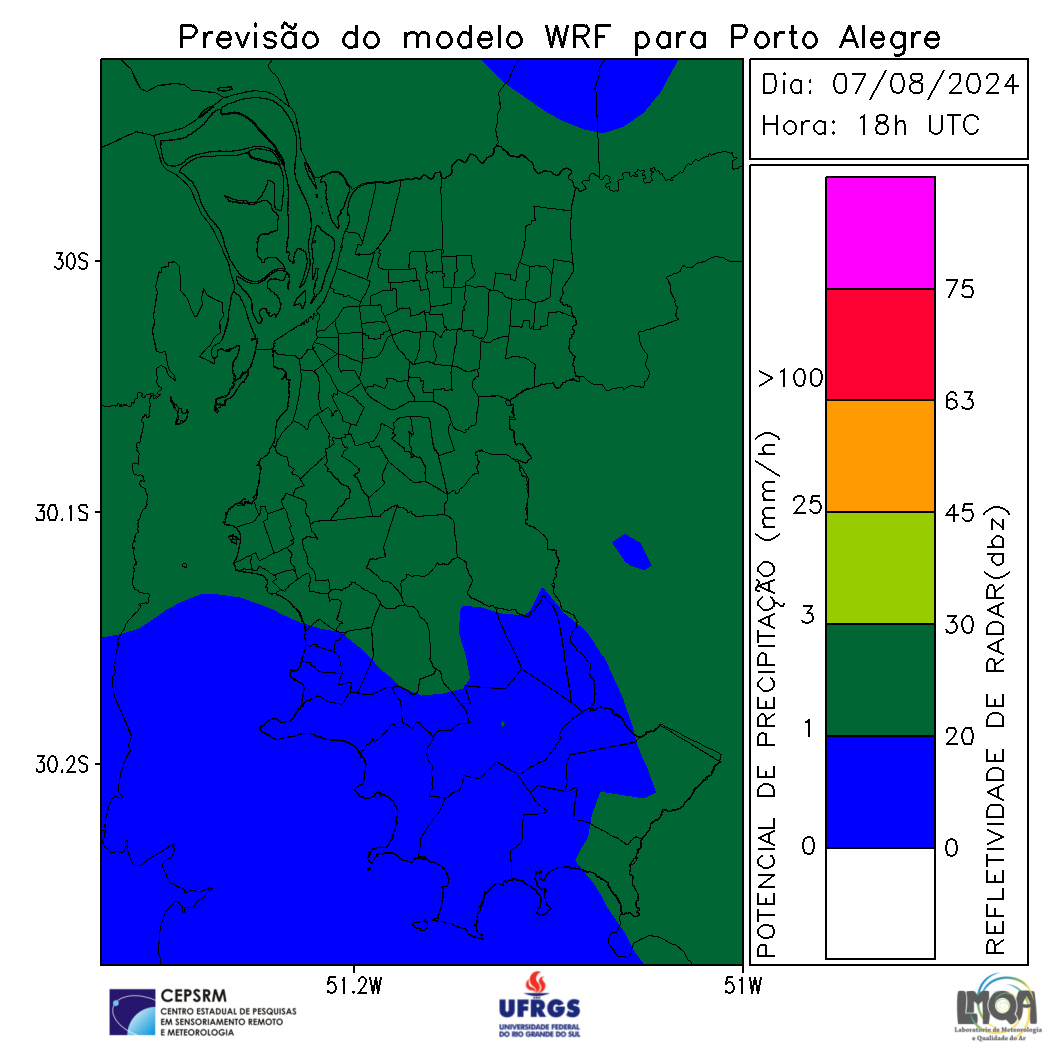 Previsão do modelo WRF para Porto Alegre
Dia: 07/08/2024
Hora: 18h UTC
30S
30.1S
30.2S
51.2W
51W
POTENCIAL DE PRECIPITAÇÃO (mm/h)
>100
25
3
1
0
75
63
45
30
20
0
REFLETIVIDADE DE RADAR(dbz)
CEPSRM
CENTRO ESTADUAL DE PESQUISAS
EM SENSORIAMENTO REMOTO
E METEOROLOGIA
UFRGS
UNIVERSIDADE FEDERAL
DO RIO GRANDE DO SUL
LMQA
Laboratório de Meteorologia
e Qualidade do Ar